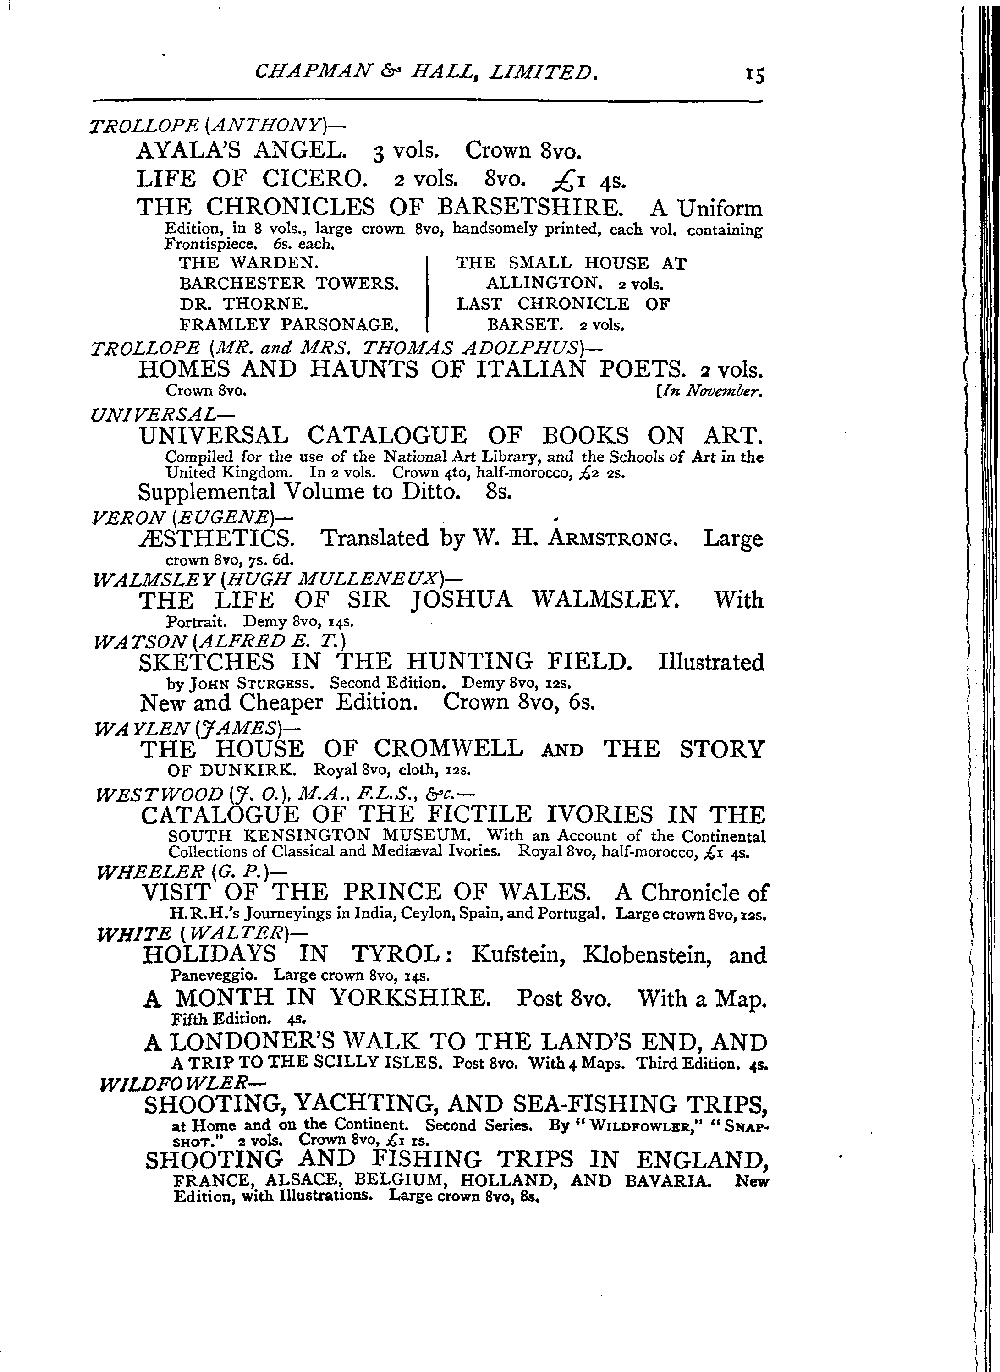 CHAPMAN & HALL, LIMITED. 15
TROLLOPE (ANTHONY)—
AYALA'S ANGEL. 3 vols. Crown 8vo.
LIFE OF CICERO. 2 vols. 8vo. £1 4s.
THE CHRONICLES OF BARSETSHIRE. A Uniform
Edition, in 8 vols., large crown 8vo, handsomely printed, each vol. containing
Frontispiece. 6s. each.
THE WARDEN.
BARCHESTER TOWERS.
DR. THORNE.
FRAMLEY PARSONAGE.
THE SMALL HOUSE AT
ALLINGTON. 2 vols.
LAST CHRONICLE OF
BARSET. 2 vols.
TROLLOPE (MR. and MRS. THOMAS ADOLPHUS)—
HOMES AND HAUNTS OF ITALIAN POETS. 2 vols.
Crown 8vo. [In November.
UNIVERSAL—
UNIVERSAL CATALOGUE OF BOOKS ON ART.
Compiled for the use of the National Art Library, and the Schools of Art in the
United Kingdom. In 2 vols. Crown 4to, half-morocco, £2 2s.
Supplemental Volume to Ditto. 8s.
VERON (EUGENE)—
ÆSTHETICS. Translated by W. H. ARMSTRONG. Large
crown 8vo, 7s. 6d.
WALMSLEY (HUGH MULLENEUX)—
THE LIFE OF SIR JOSHUA WALMSLEY. With
Portrait. Demy 8vo, 14s.
WATSON (ALFRED E. T.)
SKETCHES IN THE HUNTING FIELD. Illustrated
by JOHN STURGESS. Second Edition. Demy 8vo, 12s.
New and Cheaper Edition. Crown 8vo, 6s.
WAYLEN (JAMES)—
THE HOUSE OF CROMWELL AND THE STORY
OF DUNKIRK. Royal 8vo, cloth, 12s.
WESTWOOD (J. O.), M.A., F.L.S., &c.—
CATALOGUE OF THE FICTILE IVORIES IN THE
SOUTH KENSINGTON MUSEUM. With an Account of the Continental
Collections of Classical and Mediæval Ivories. Royal 8vo, half-morocco, £1 4s.
WHEELER (G. P.)—
VISIT OF THE PRINCE OF WALES. A Chronicle of
H.R.H.'s Journeyings in India, Ceylon, Spain, and Portugal. Large crown 8vo, 12s.
WHITE (WALTER)—
HOLIDAYS IN TYROL: Kufstein, Klobenstein, and
Paneveggio. Large crown 8vo, 14s.
A MONTH IN YORKSHIRE. Post 8vo. With a Map.
Fifth Edition. 4s.
A LONDONER'S WALK TO THE LAND'S END, AND
A TRIP TO THE SCILLY ISLES. Post 8vo. With 4 Maps. Third Edition. 4s.
WILDFOWLER—
SHOOTING, YACHTING, AND SEA-FISHING TRIPS,
at Home and on the Continent. Second Series. By "WILDFOWLER," "SNAP-
SHOT." 2 vols. Crown 8vo, £1 1s.
SHOOTING AND FISHING TRIPS IN ENGLAND,
FRANCE, ALSACE, BELGIUM, HOLLAND, AND BAVARIA. New
Edition, with Illustrations. Large crown 8vo, 8s.